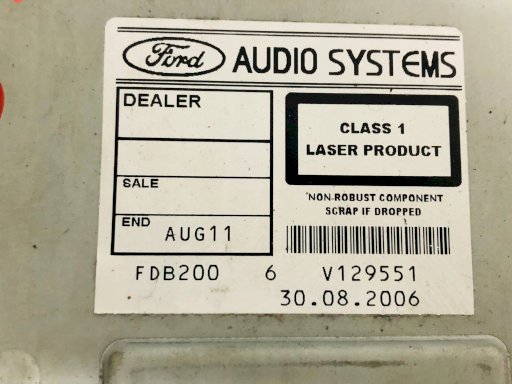 Ford AUDIO SYSTEMS
DEALER
SALE
END AUG11
CLASS 1
LASER PRODUCT
NON-ROBUST COMPONENT
SCRAP IF DROPPED
FDB200 6 V129551
30.08.2006